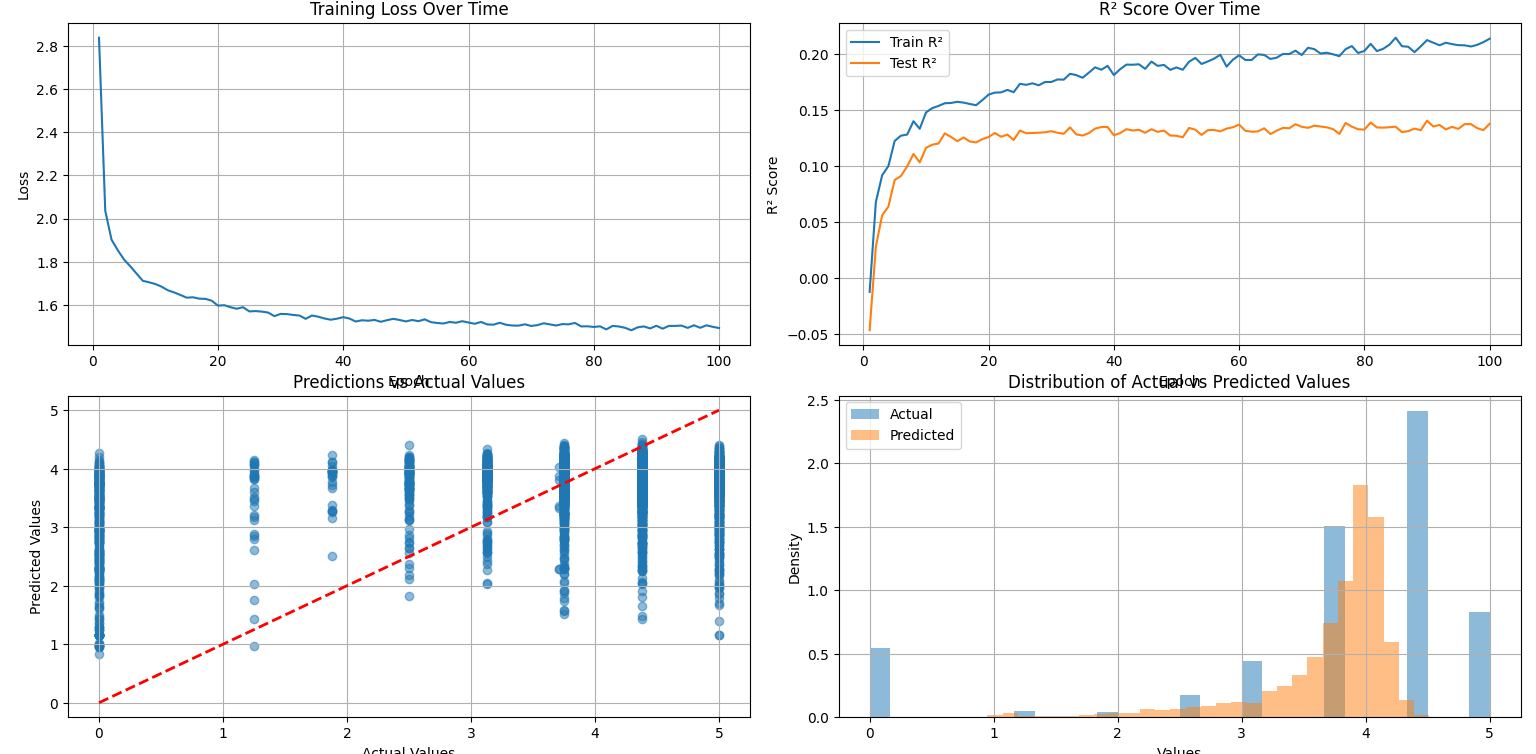 Training Loss Over Time
2.8
2.6
2.4
2.2
2.0
1.8
1.6
Loss
0 20 40 60 80 100
Epoch
R² Score Over Time
Train R²
Test R²
0.20
0.15
0.10
0.05
0.00
−0.05
R² Score
0 20 40 60 80 100
Epoch
Predictions vs Actual Values
5
4
3
2
1
0
Predicted Values
0 1 2 3 4 5
Actual Values
Distribution of Actual vs Predicted Values
Actual
Predicted
2.5
2.0
1.5
1.0
0.5
0.0
Density
0 1 2 3 4 5
Values